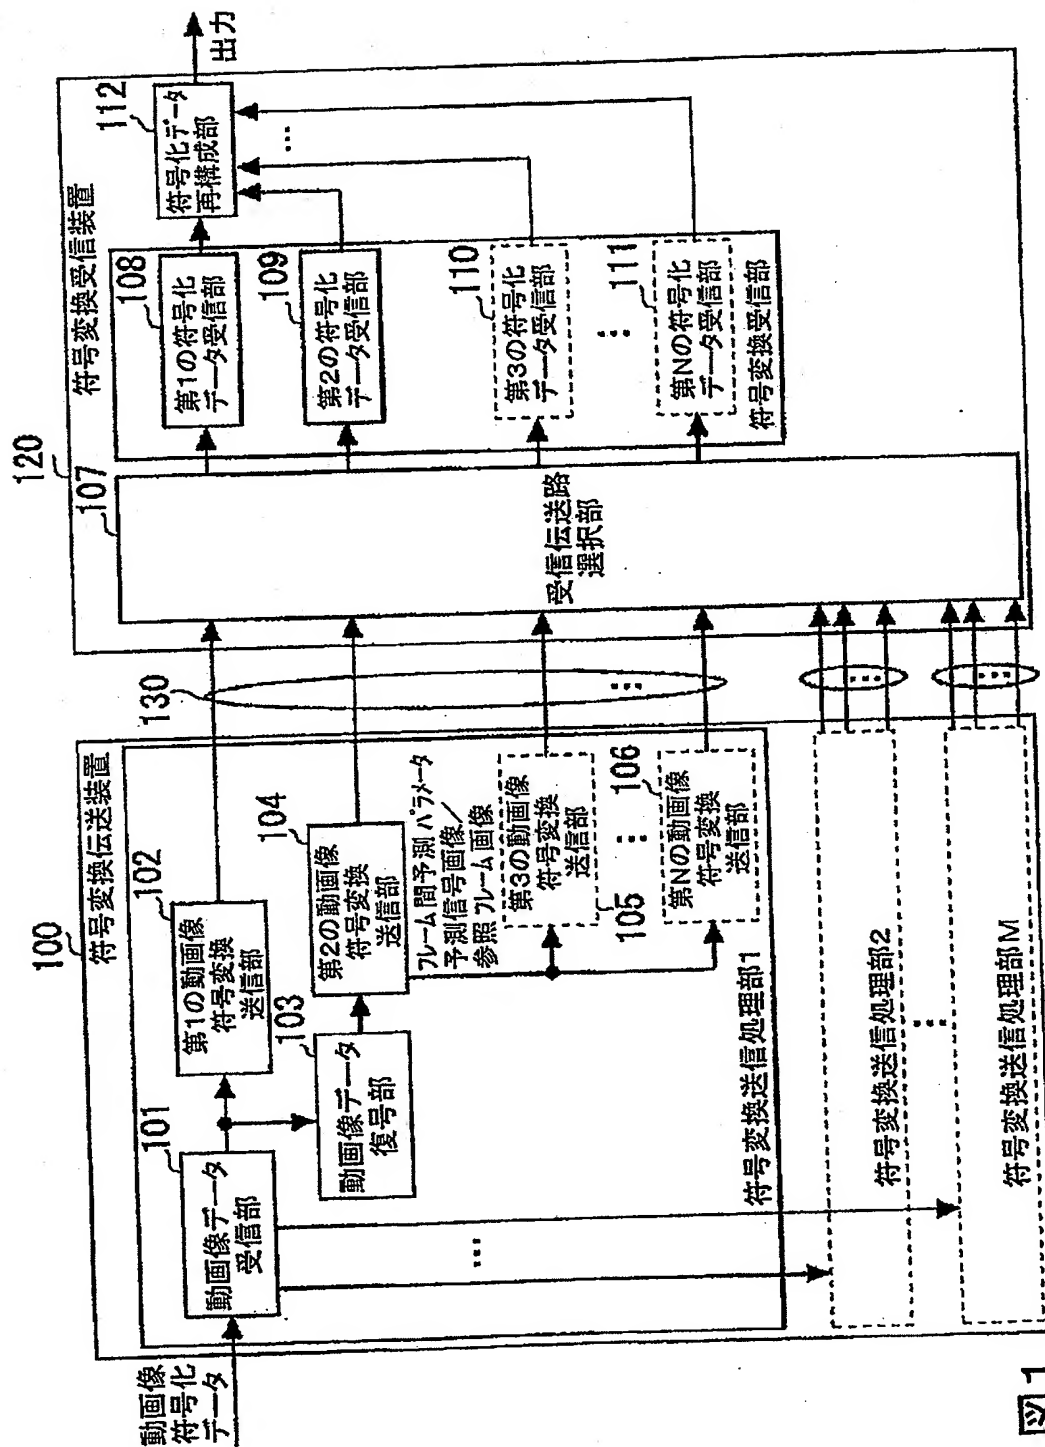 動画像
符号化
データ
100
符号変換伝送装置
101
動画像データ
受信部
102
第1の動画像
符号変換
送信部
103
動画像データ
復号部
104
第2の動画像
符号変換
送信部
フレーム間予測 パラメータ
予測信号画像/
参照 フレーム画像
第3の動画像
符号変換
送信部
105
…
106
第Nの動画像
符号変換
送信部
符号変換送信処理部1
…
符号変換送信処理部2
…
符号変換送信処理部M
130
…
…
…
120
符号変換受信装置
107
受信伝送路
選択部
108
第1の符号化
データ受信部
109
第2の符号化
データ受信部
110
第3の符号化
データ受信部
…
111
第Nの符号化
データ受信部
符号変換受信部
112
符号化データ
再構成部
…
出力
図1